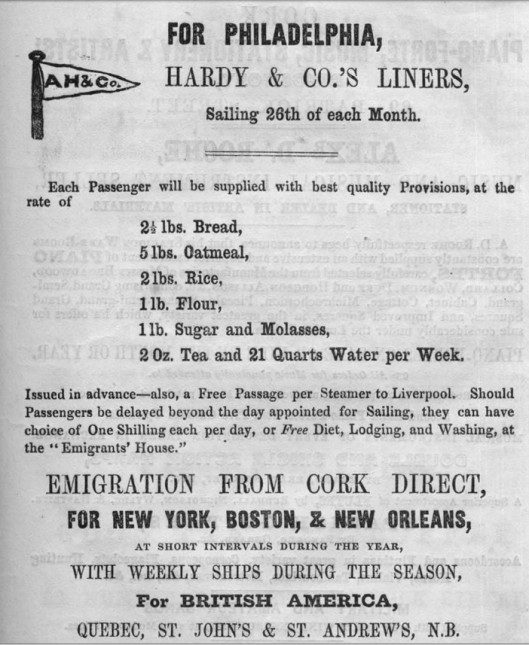 FOR PHILADELPHIA,
A H & Co.
HARDY & CO.'S LINERS,
Sailing 26th of each Month.
Each Passenger will be supplied with best quality Provisions, at the
rate of
2½ lbs. Bread,
5 lbs. Oatmeal,
2 lbs. Rice,
1 lb. Flour,
1 lb. Sugar and Molasses,
2 Oz. Tea and 21 Quarts Water per Week.
Issued in advance—also, a Free Passage per Steamer to Liverpool. Should
Passengers be delayed beyond the day appointed for Sailing, they can have
choice of One Shilling each per day, or Free Diet, Lodging, and Washing, at
the "Emigrants' House."
EMIGRATION FROM CORK DIRECT,
FOR NEW YORK, BOSTON, & NEW ORLEANS,
AT SHORT INTERVALS DURING THE YEAR,
WITH WEEKLY SHIPS DURING THE SEASON,
For BRITISH AMERICA,
QUEBEC, ST. JOHN'S & ST. ANDREW'S, N.B.